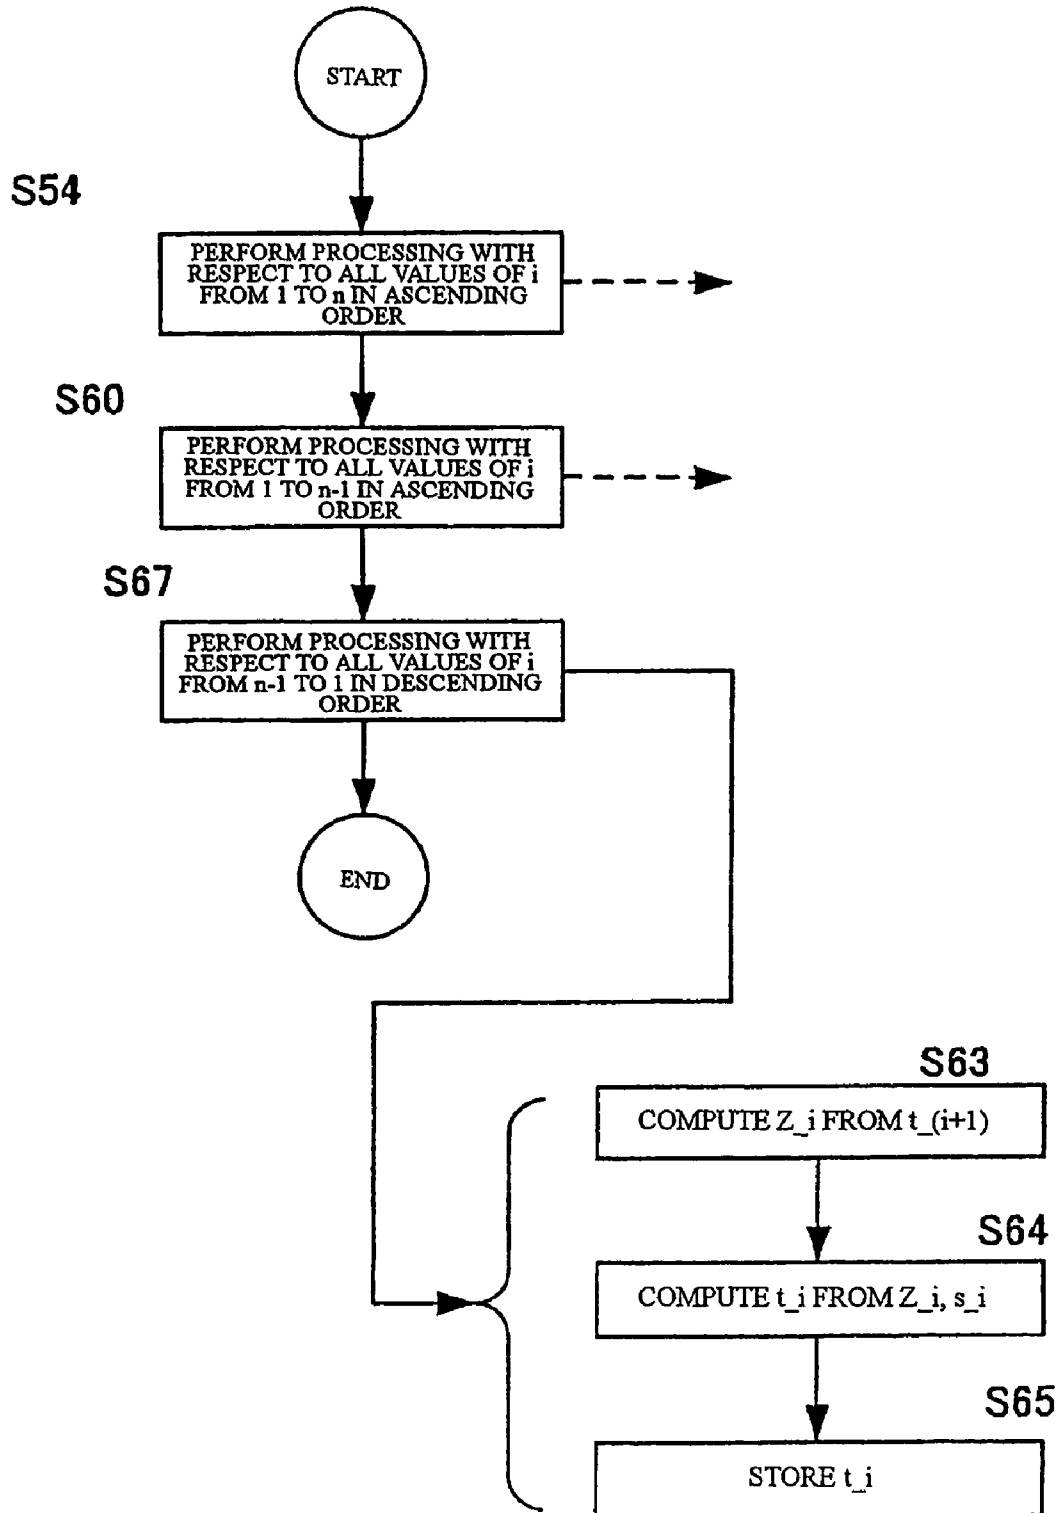 START
S54
PERFORM PROCESSING WITH
RESPECT TO ALL VALUES OF i
FROM 1 TO n IN ASCENDING
ORDER
S60
PERFORM PROCESSING WITH
RESPECT TO ALL VALUES OF i
FROM 1 TO n-1 IN ASCENDING
ORDER
S67
PERFORM PROCESSING WITH
RESPECT TO ALL VALUES OF i
FROM n-1 TO 1 IN DESCENDING
ORDER
END
S63
COMPUTE Z_i FROM t_(i+1)
S64
COMPUTE t_i FROM Z_i, s_i
S65
STORE t_i